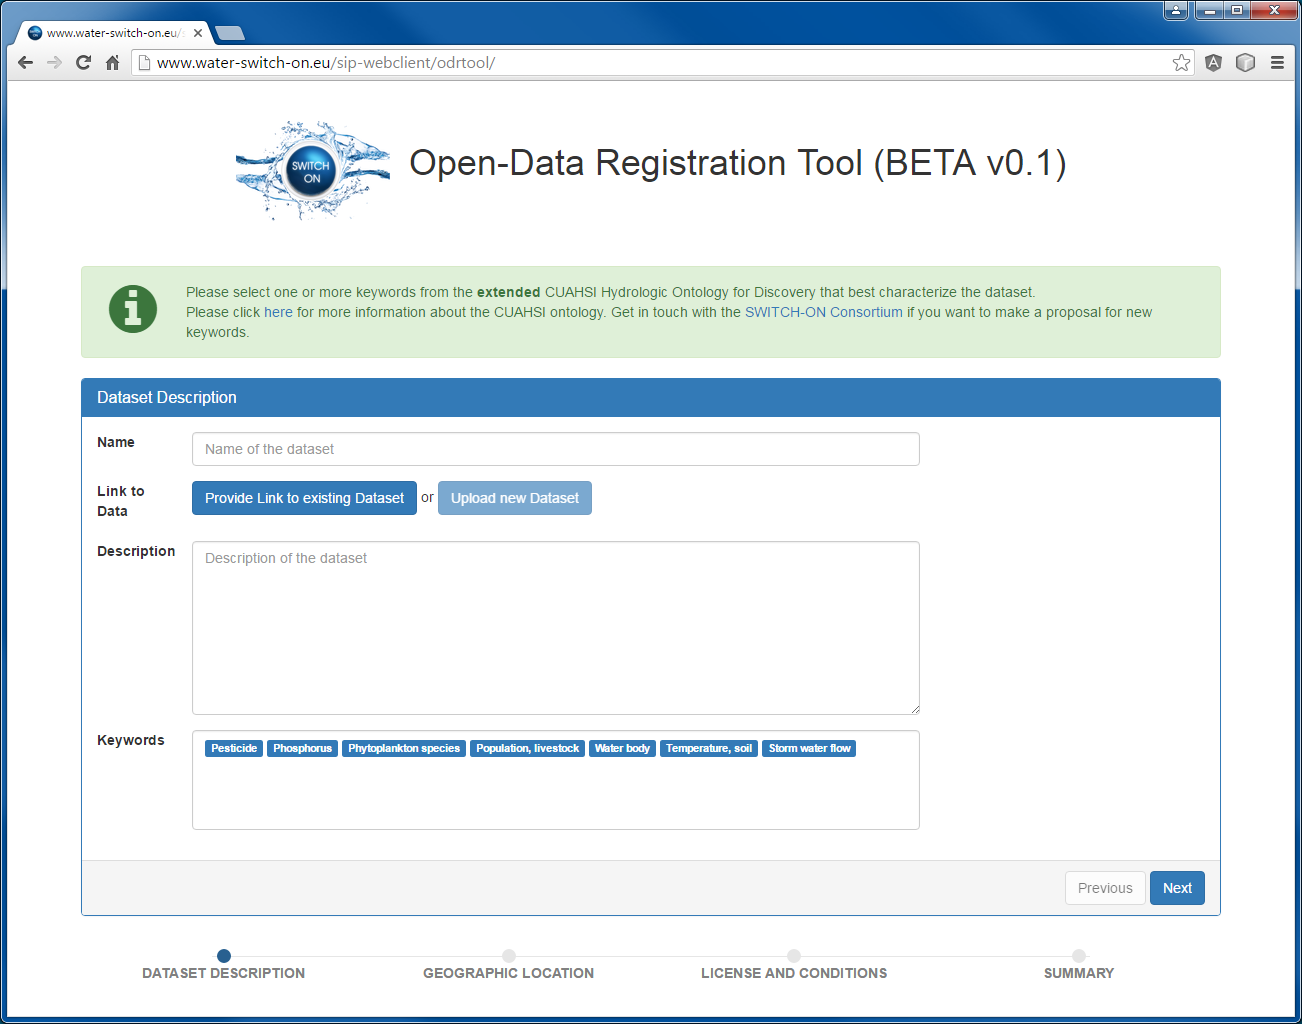 www.water-switch-on.eu/s
www.water-switch-on.eu/sip-webclient/odrtool/
SWITCH
ON
Open-Data Registration Tool (BETA v0.1)
Please select one or more keywords from the extended CUAHSI Hydrologic Ontology for Discovery that best characterize the dataset.
Please click here for more information about the CUAHSI ontology. Get in touch with the SWITCH-ON Consortium if you want to make a proposal for new
keywords.
Dataset Description
Name
Name of the dataset
Link to
Data
Provide Link to existing Dataset or Upload new Dataset
Description
Description of the dataset
Keywords
Pesticide Phosphorus Phytoplankton species Population, livestock Water body Temperature, soil Storm water flow
Previous Next
DATASET DESCRIPTION GEOGRAPHIC LOCATION LICENSE AND CONDITIONS SUMMARY